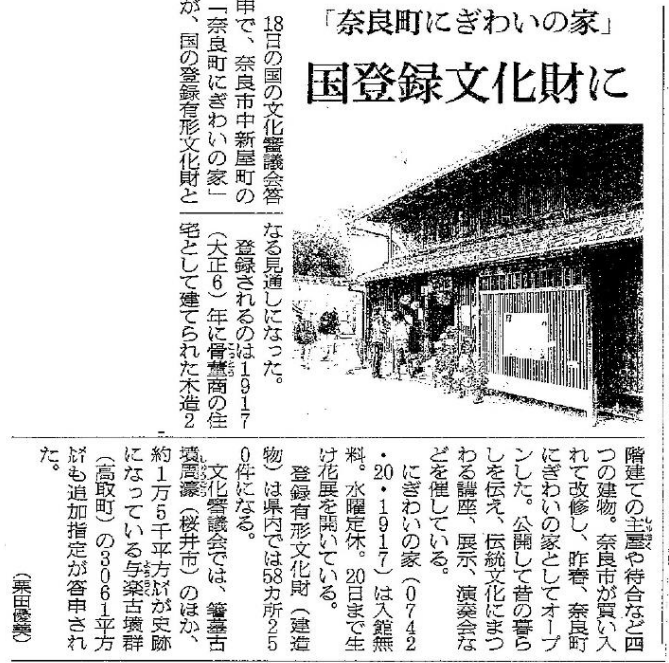 「奈良町にぎわいの家」
国登録文化財に
18日の国の文化審議会答
申で、奈良市中新屋町の
「奈良町にぎわいの家」
が、国の登録有形文化財と
なる見通しになった。
登録されるのは1917
（大正6）年に骨董商の住
宅として建てられた木造2
階建ての主屋や待合など四
つの建物。奈良市が買い入
れて改修し、昨春、奈良町
にぎわいの家としてオープ
ンした。公開して昔の暮ら
しを伝え、伝統文化にまつ
わる講座、展示、演奏会な
どを催している。
にぎわいの家（0742
・20・1917）は入館無
料。水曜定休。20日まで生
け花展を開いている。
登録有形文化財（建造
物）は県内では58カ所25
0件になる。
文化審議会では、箸墓古
墳周濠（桜井市）のほか、
約1万5千平方㍍が史跡
になっている与楽古墳群
（高取町）の3061平方
㍍も追加指定が答申され
た。
（栗田優美）